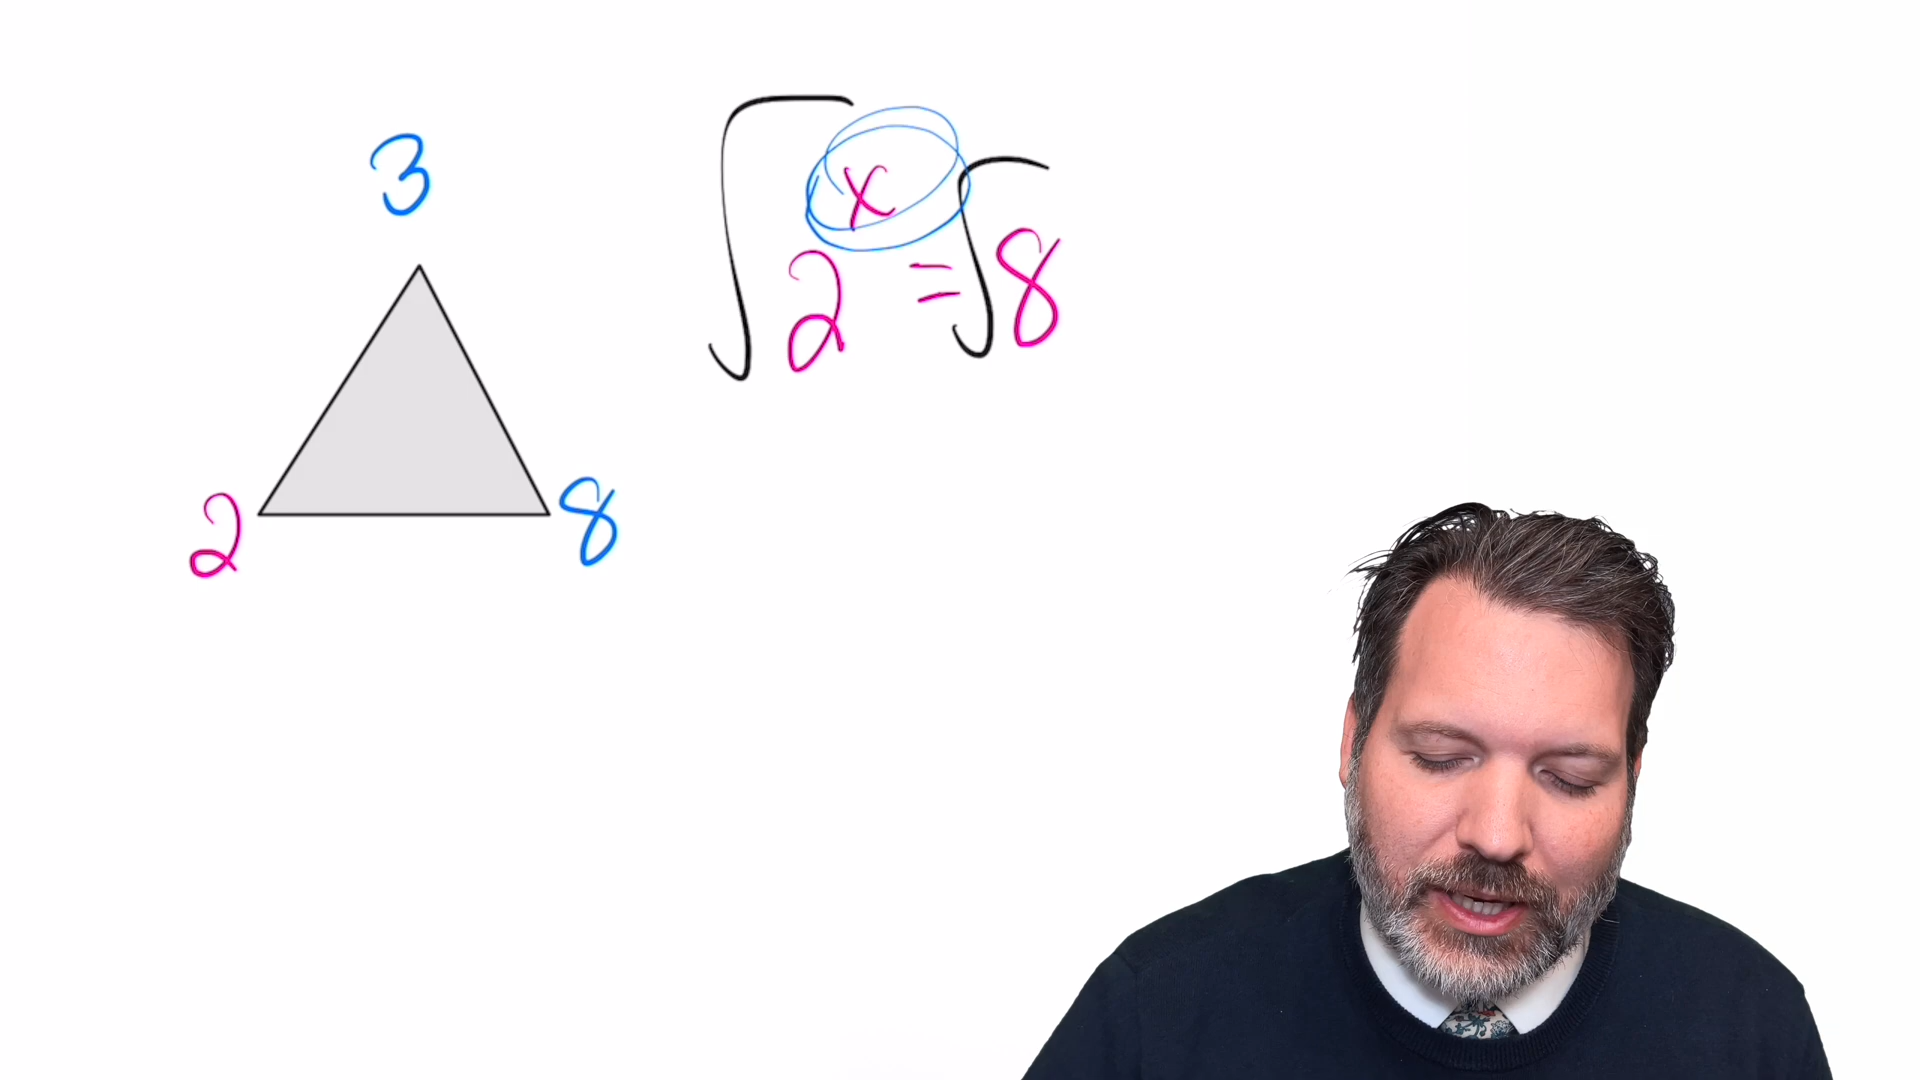 3
2 8
∫2^x = ∫8